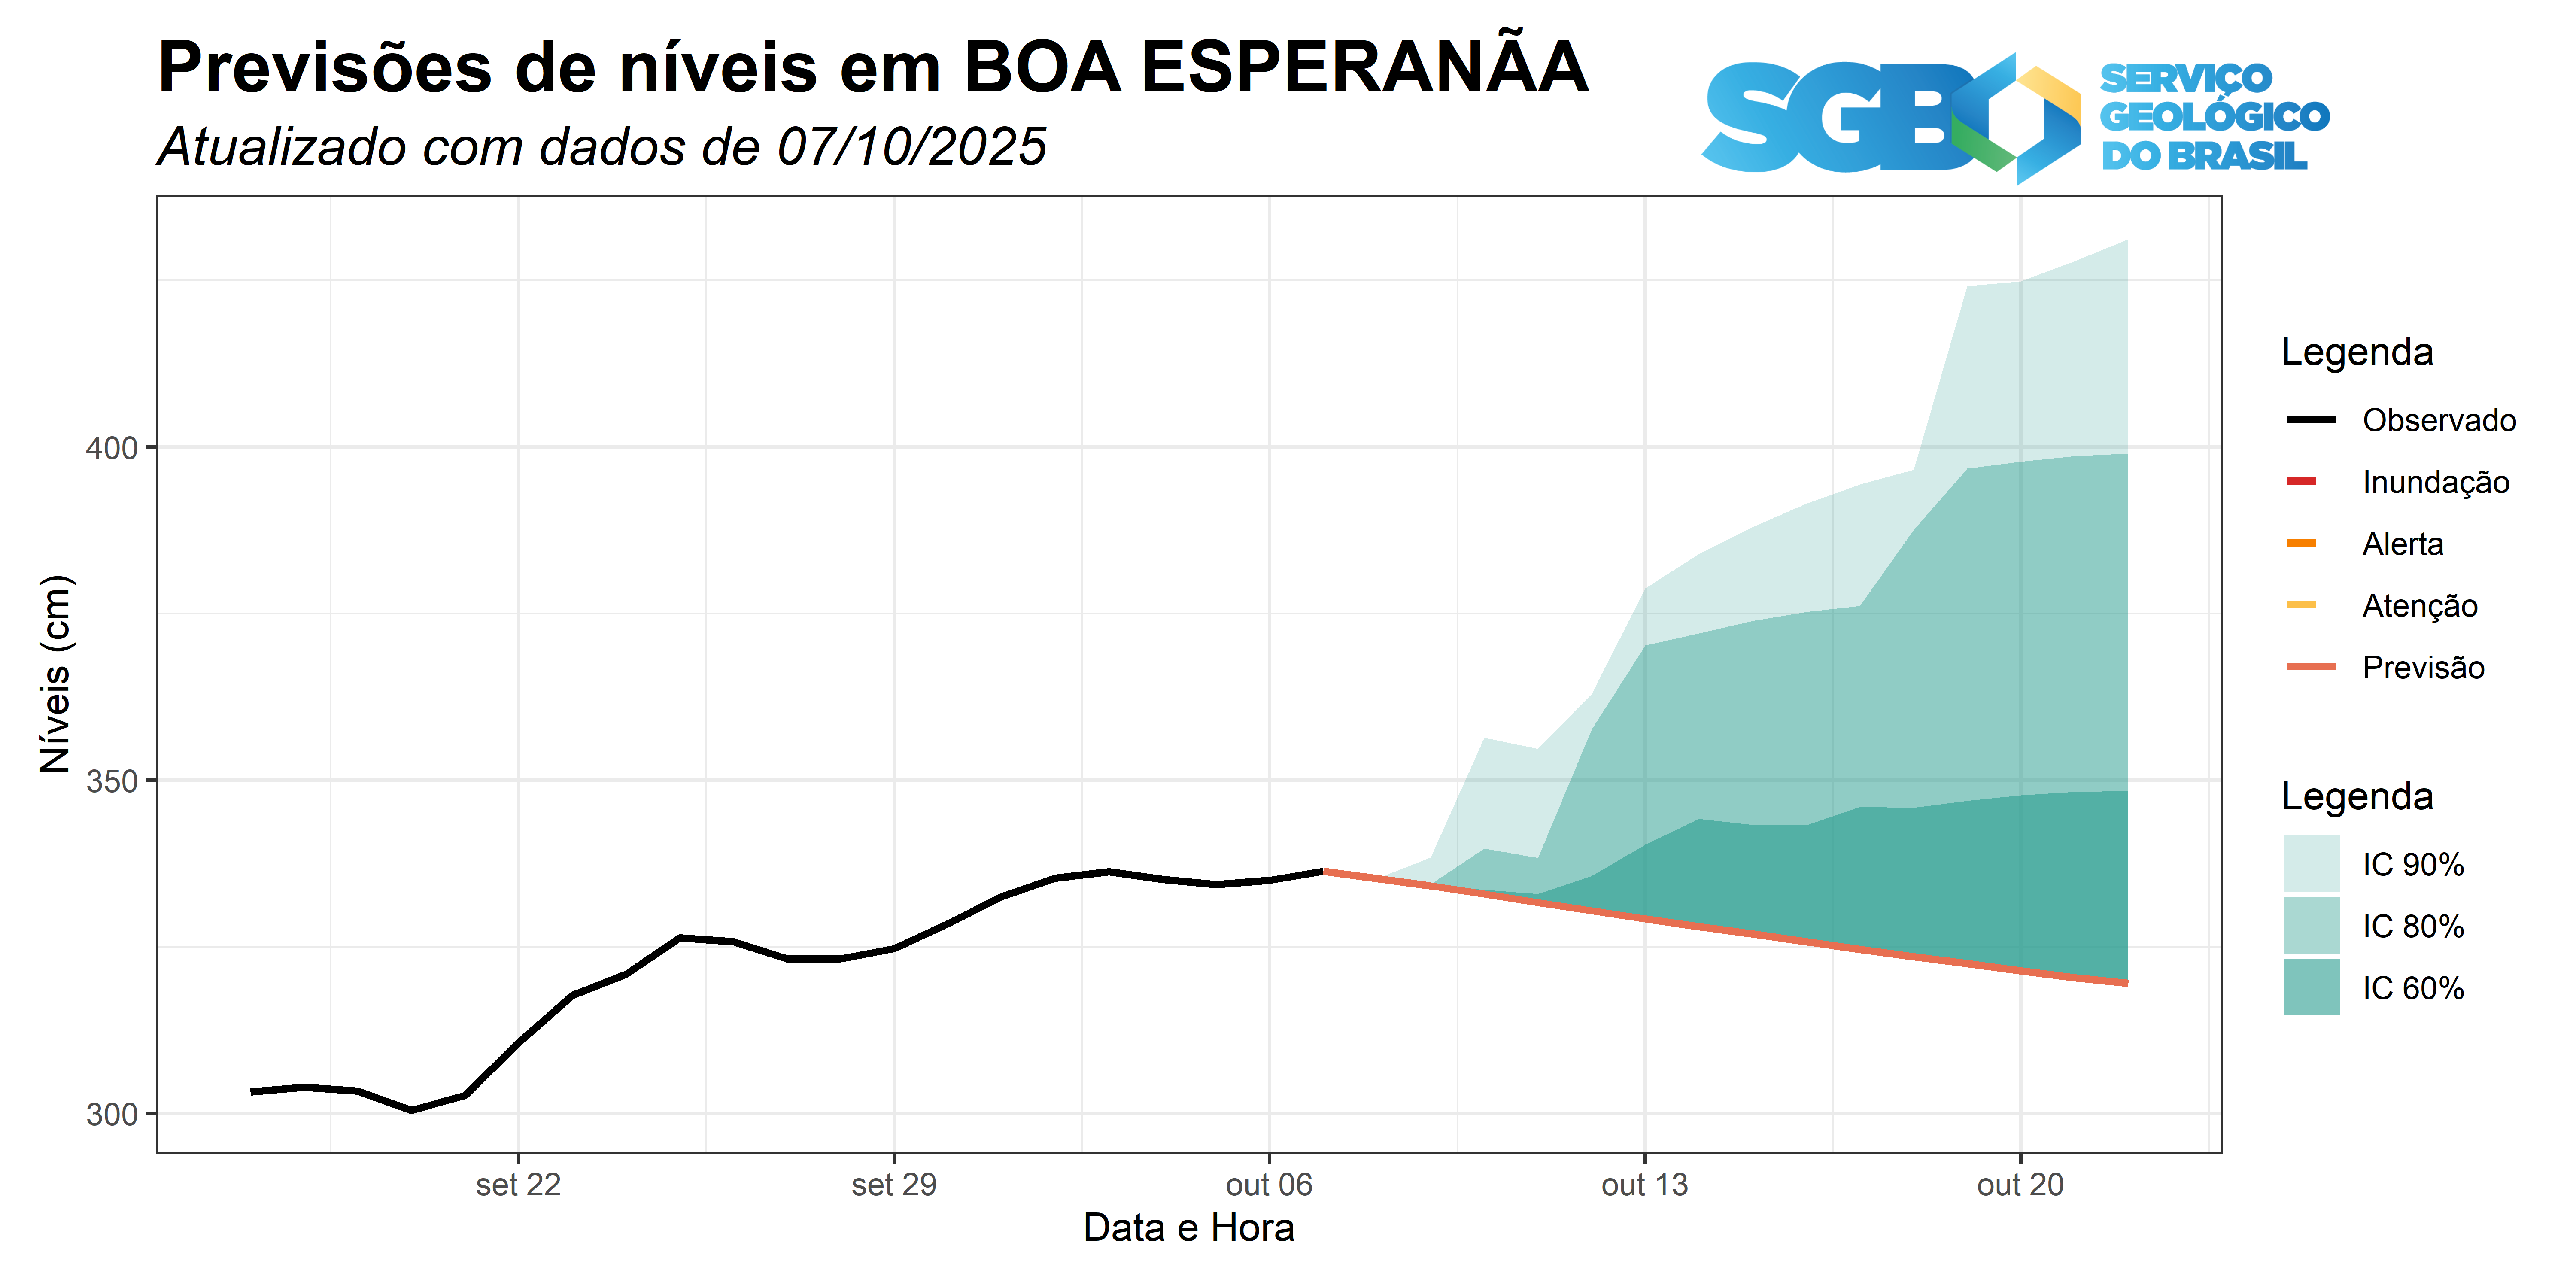 Previsões de níveis em BOA ESPERANÃA
Atualizado com dados de 07/10/2025
SGB
SERVIÇO
GEOLÓGICO
DO BRASIL
Níveis (cm)
400
350
300
set 22
set 29
out 06
out 13
out 20
Data e Hora
Legenda
Observado
Inundação
Alerta
Atenção
Previsão
Legenda
IC 90%
IC 80%
IC 60%